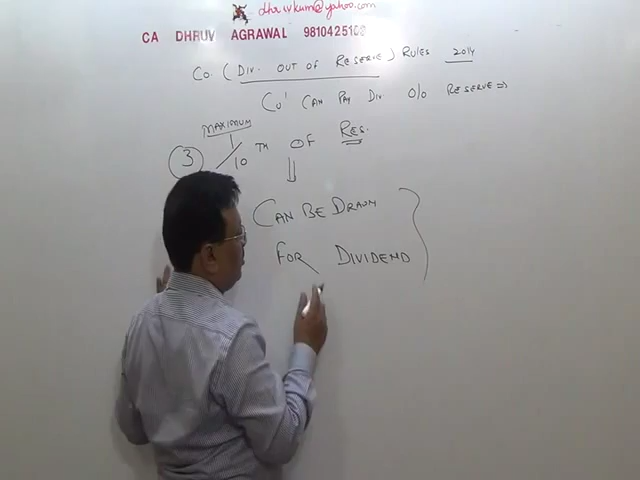 dhruvkum@yahoo.com
CA DHRUV AGRAWAL 9810425102
Co. (Div. OUT OF RESERVE) RULES 2014
Co' CAN PAY DIV O/O RESERVE ⇒
MAXIMUM
③ 1/10 TH OF RES.
CAN BE DRAWN
FOR DIVIDEND